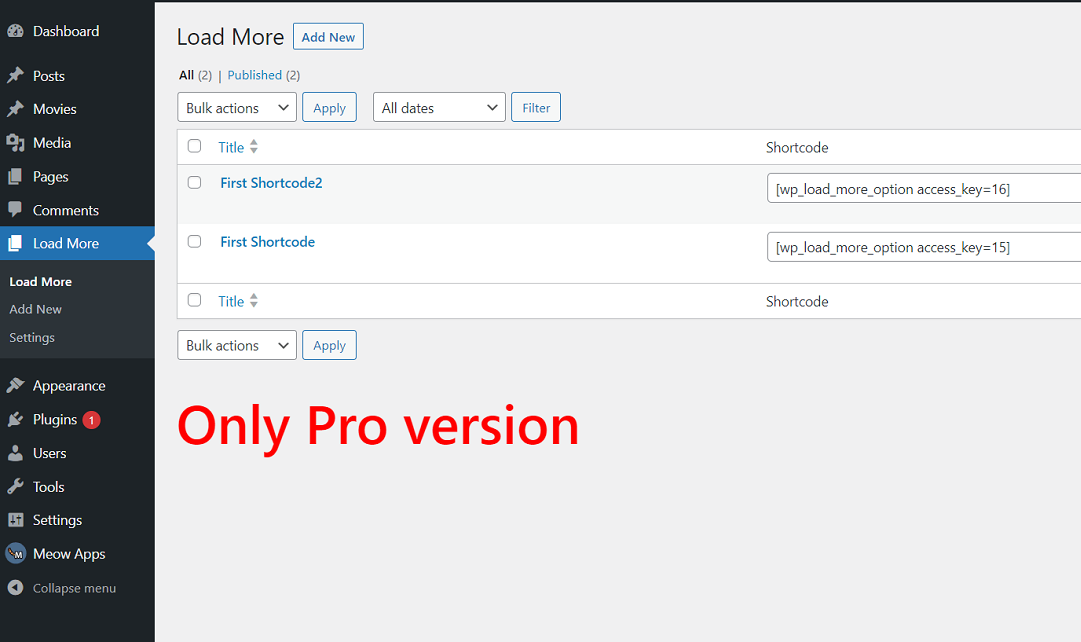 Dashboard
Posts
Movies
Media
Pages
Comments
Load More
Load More
Add New
Settings
Appearance
Plugins 1
Users
Tools
Settings
Meow Apps
Collapse menu
Load More Add New
All (2) | Published (2)
Bulk actions Apply All dates Filter
Title Shortcode
First Shortcode2 [wp_load_more_option access_key=16]
First Shortcode [wp_load_more_option access_key=15]
Title Shortcode
Bulk actions Apply
Only Pro version